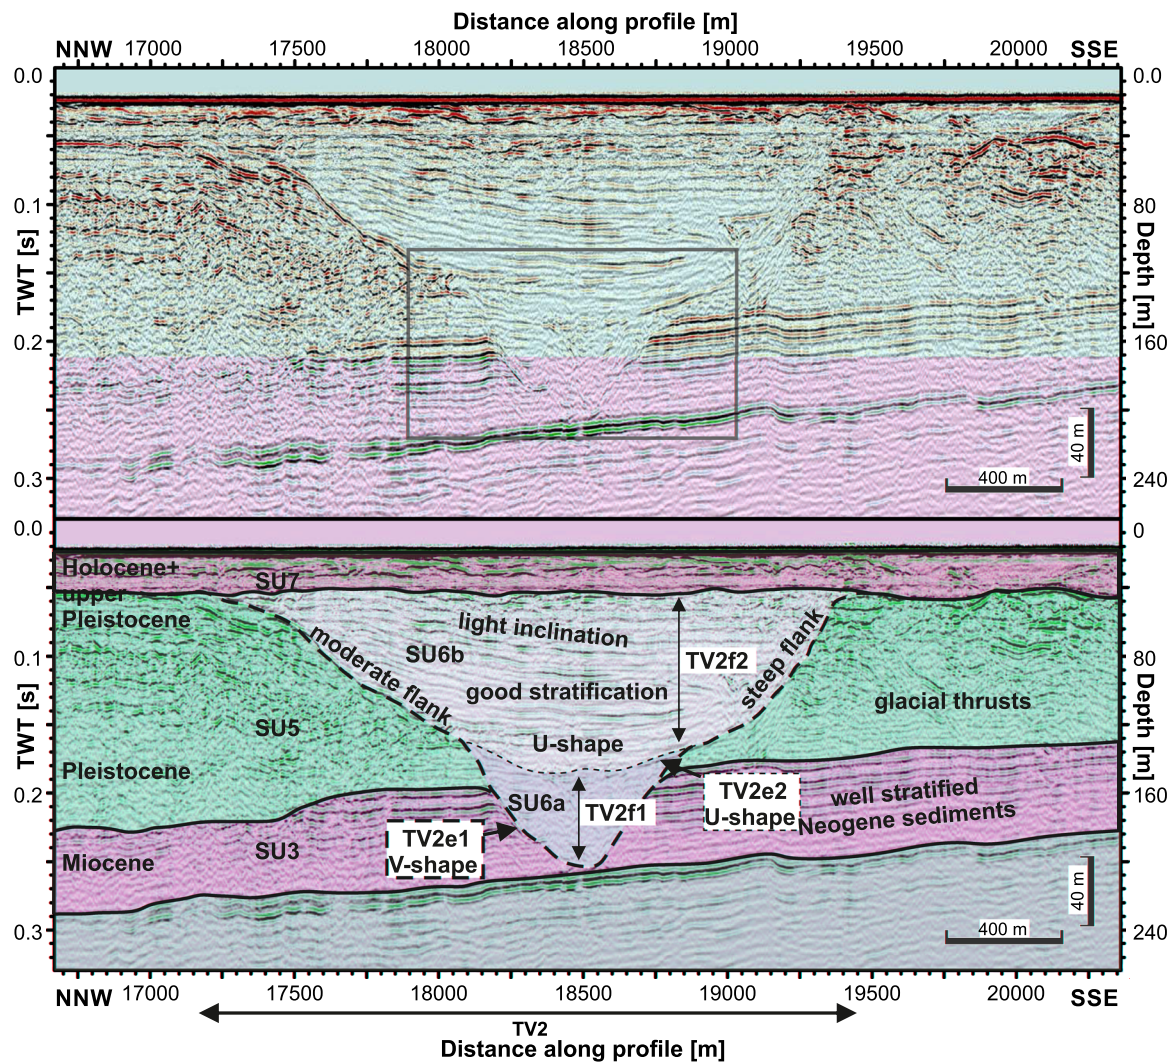 Distance along profile [m]
NNW 17000 17500 18000 18500 19000 19500 20000 SSE
0.0 0.0
0.1 80
TWT [s] Depth [m]
0.2 160
40 m
400 m
0.3 240
0.0 0
Holocene+
SU7
upper
Pleistocene
light inclination
moderate flank
SU6b
steep flank
TV2f2
0.1 80
good stratification
glacial thrusts
TWT [s] Depth [m]
SU5
U-shape
Pleistocene
0.2 160
SU6a
TV2f1
TV2e2
U-shape
well stratified
Neogene sediments
TV2e1
V-shape
Miocene
SU3
40 m
400 m
0.3 240
NNW 17000 17500 18000 18500 19000 19500 20000 SSE
TV2
Distance along profile [m]